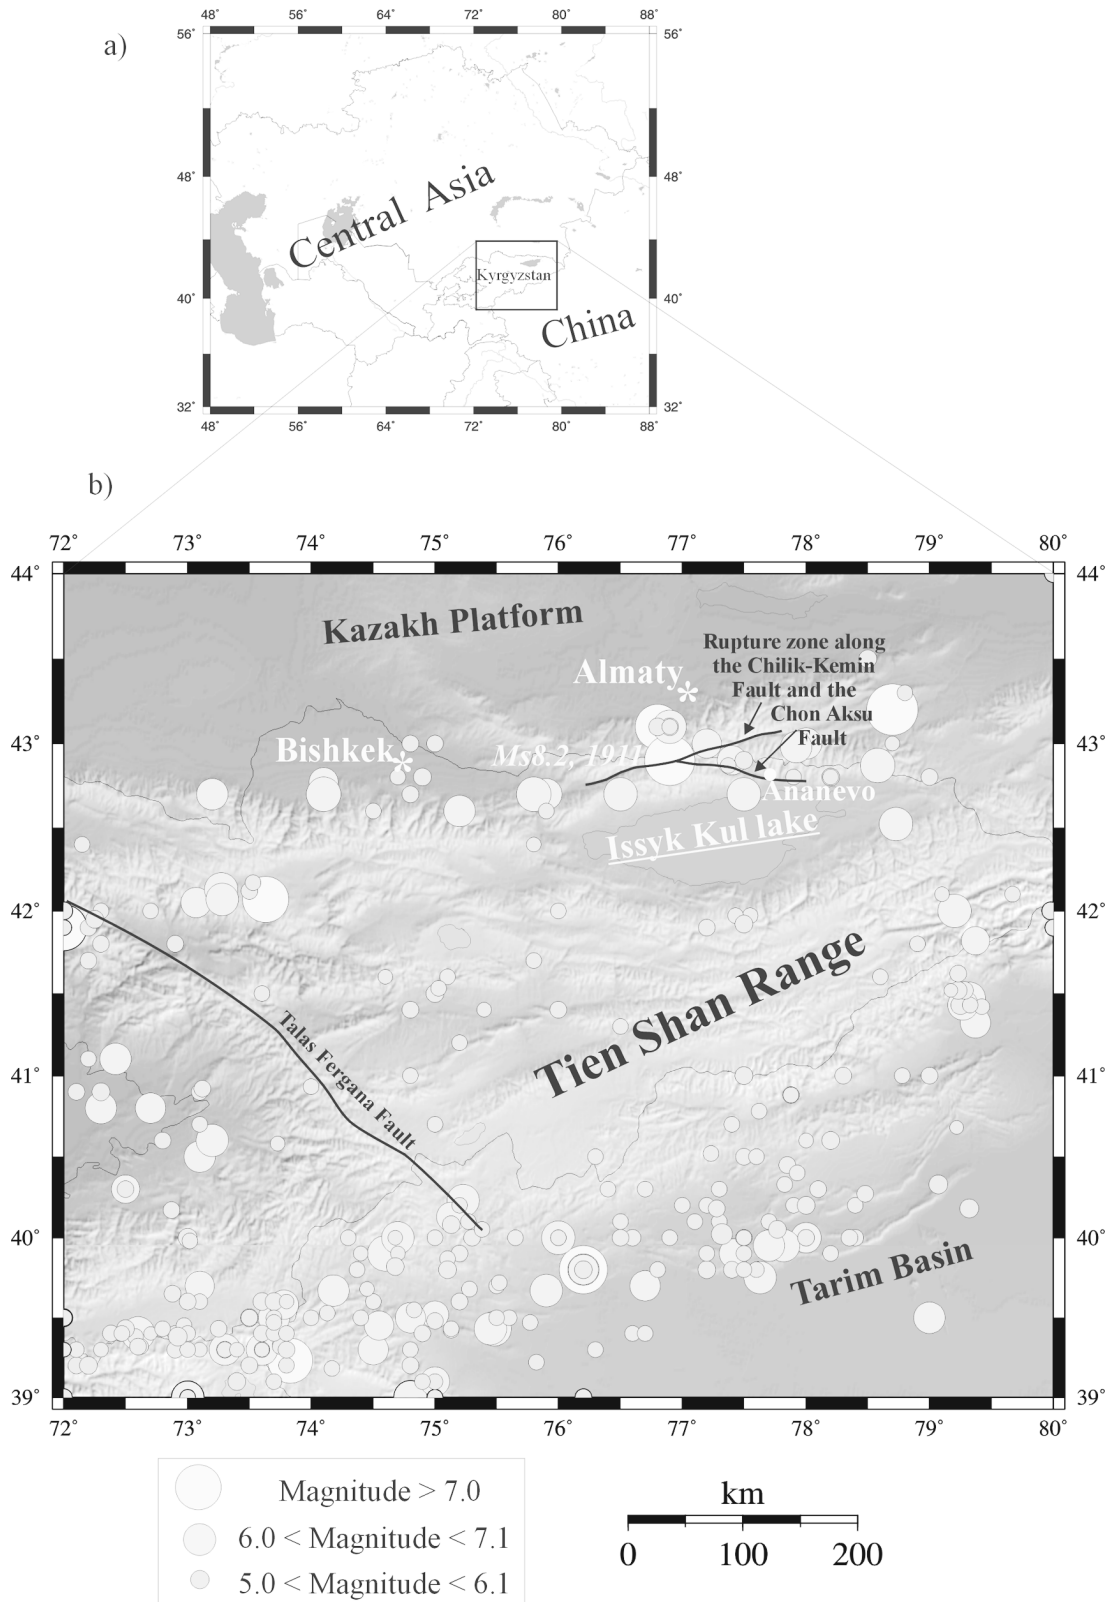 a)
48° 56° 64° 72° 80° 88°
56° 56°
48° 48°
40° 40°
32° 32°
Central Asia
Kyrgyzstan
China
48° 56° 64° 72° 80° 88°
b)
72° 73° 74° 75° 76° 77° 78° 79° 80°
44° 44°
43° 43°
42° 42°
41° 41°
40° 40°
39° 39°
Kazakh Platform
Rupture zone along
the Chilik-Kemin
Fault and the
Chon Aksu
Fault
Almaty
*
Bishkek
*
Ms8.2, 1911
Ananevo
Issyk Kul lake
Tien Shan Range
Talas Fergana Fault
Tarim Basin
72° 73° 74° 75° 76° 77° 78° 79° 80°
Magnitude > 7.0
6.0 < Magnitude < 7.1
5.0 < Magnitude < 6.1
km
0 100 200